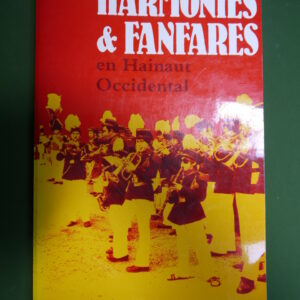 HARMONIES
& FANFARES
en Hainaut
Occidental